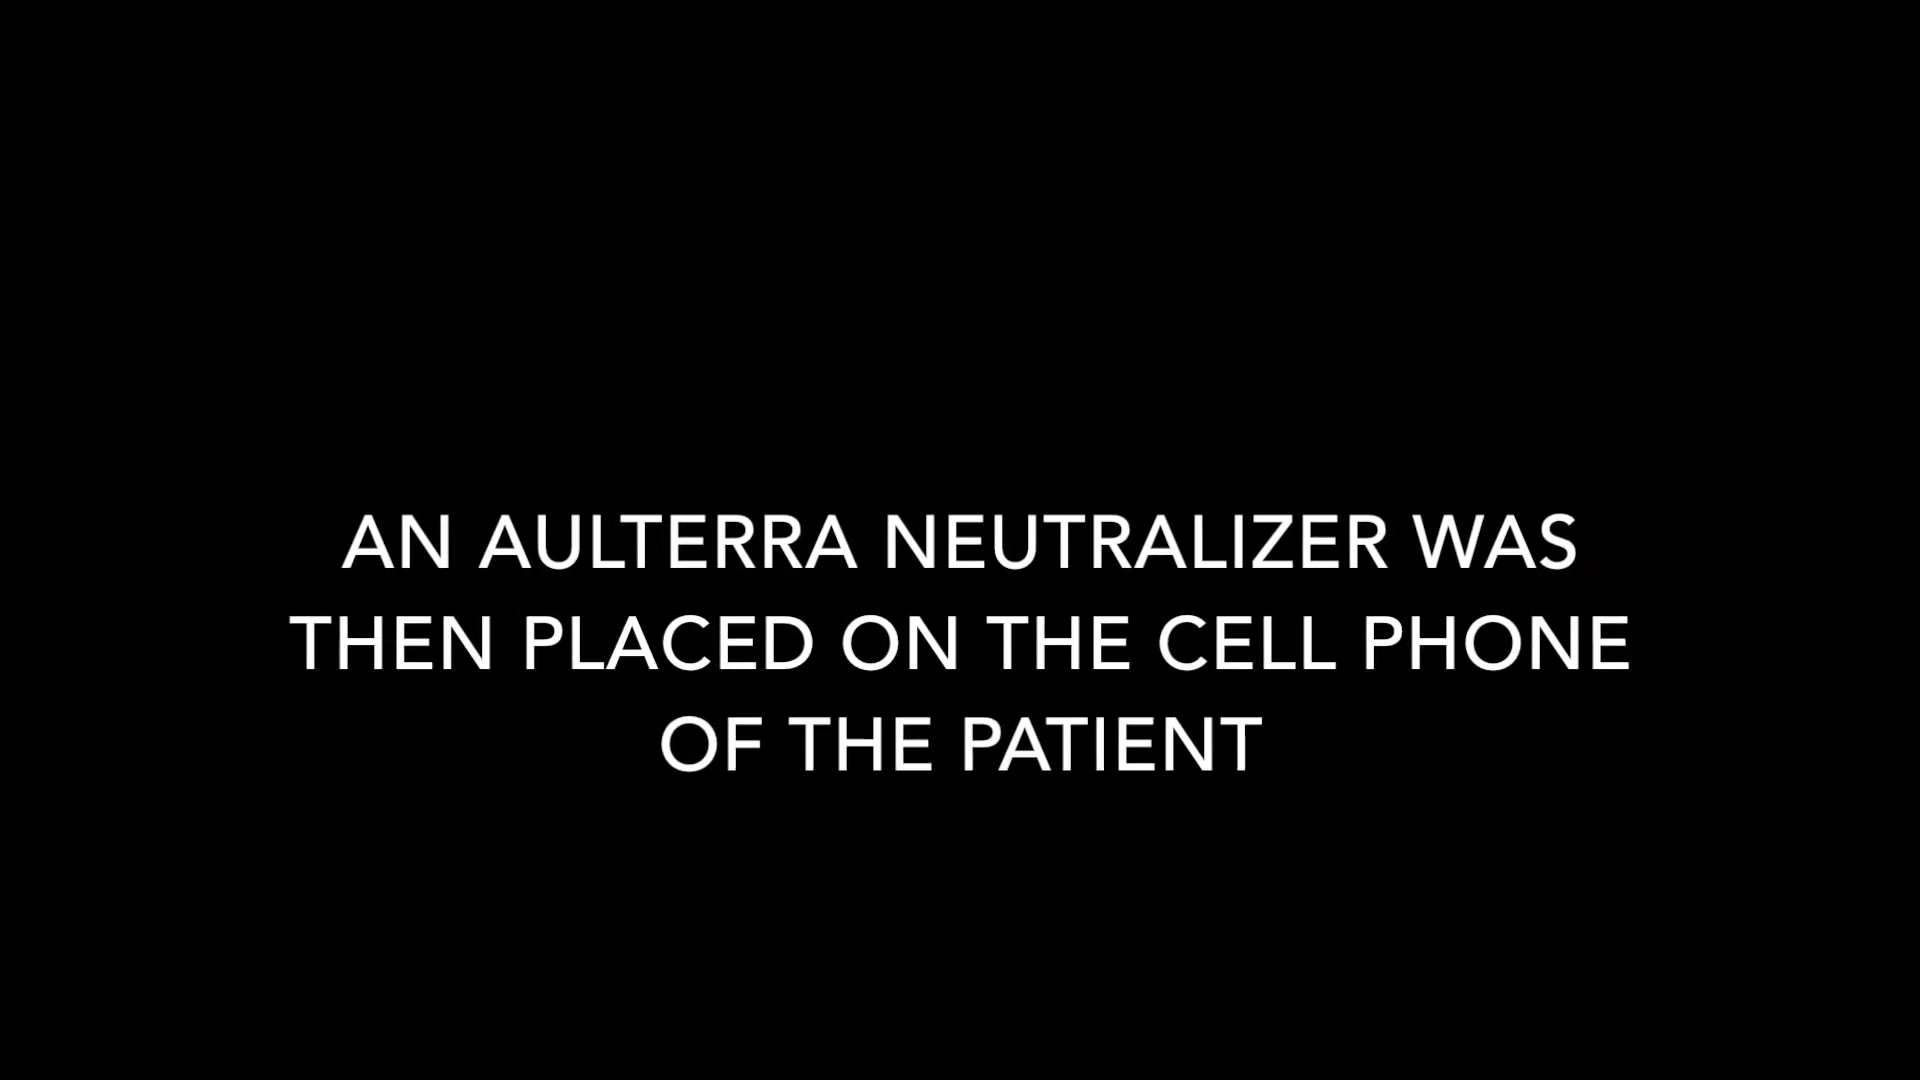 AN AULTERRA NEUTRALIZER WAS
THEN PLACED ON THE CELL PHONE
OF THE PATIENT